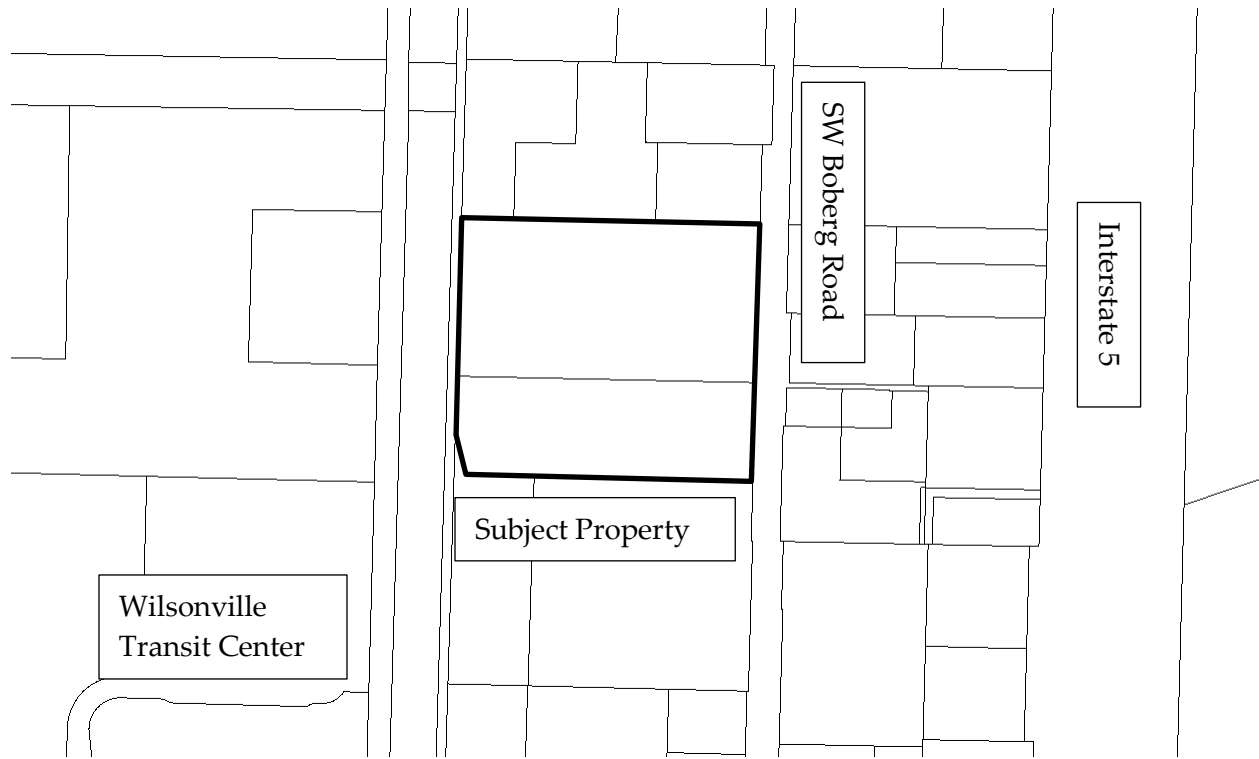 SW Boberg Road
Interstate 5
Subject Property
Wilsonville
Transit Center